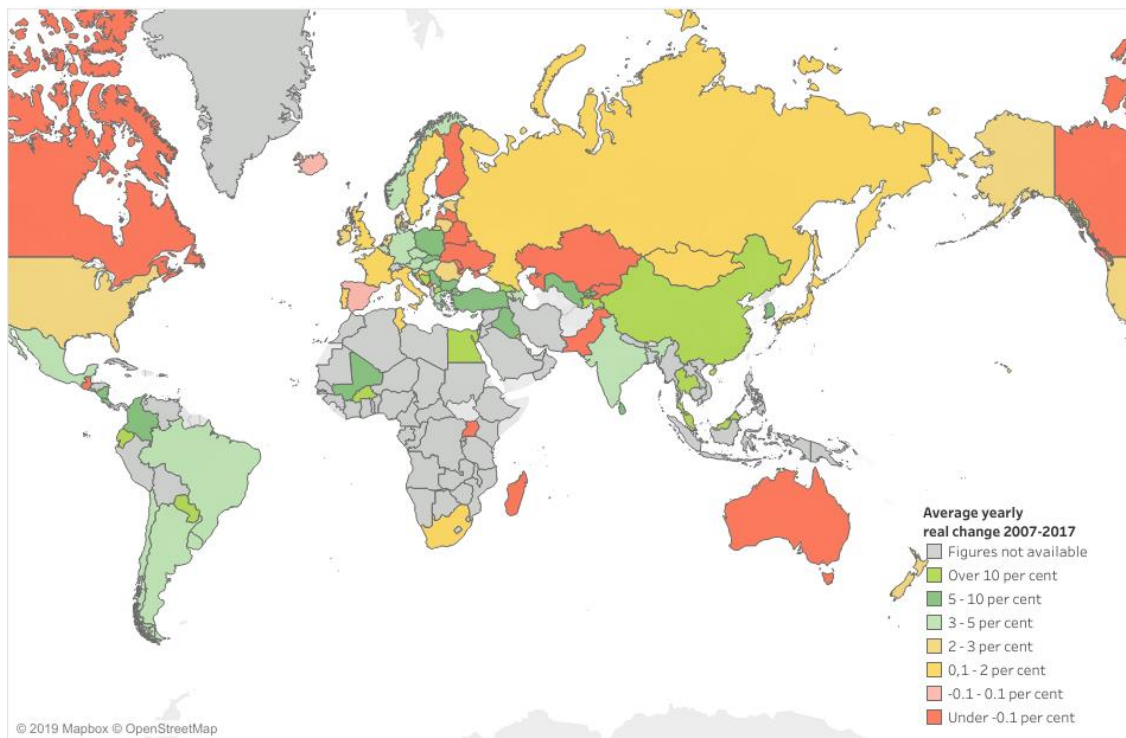 Average yearly
real change 2007-2017
Figures not available
Over 10 per cent
5 - 10 per cent
3 - 5 per cent
2 - 3 per cent
0,1 - 2 per cent
-0.1 - 0.1 per cent
Under -0.1 per cent
© 2019 Mapbox © OpenStreetMap